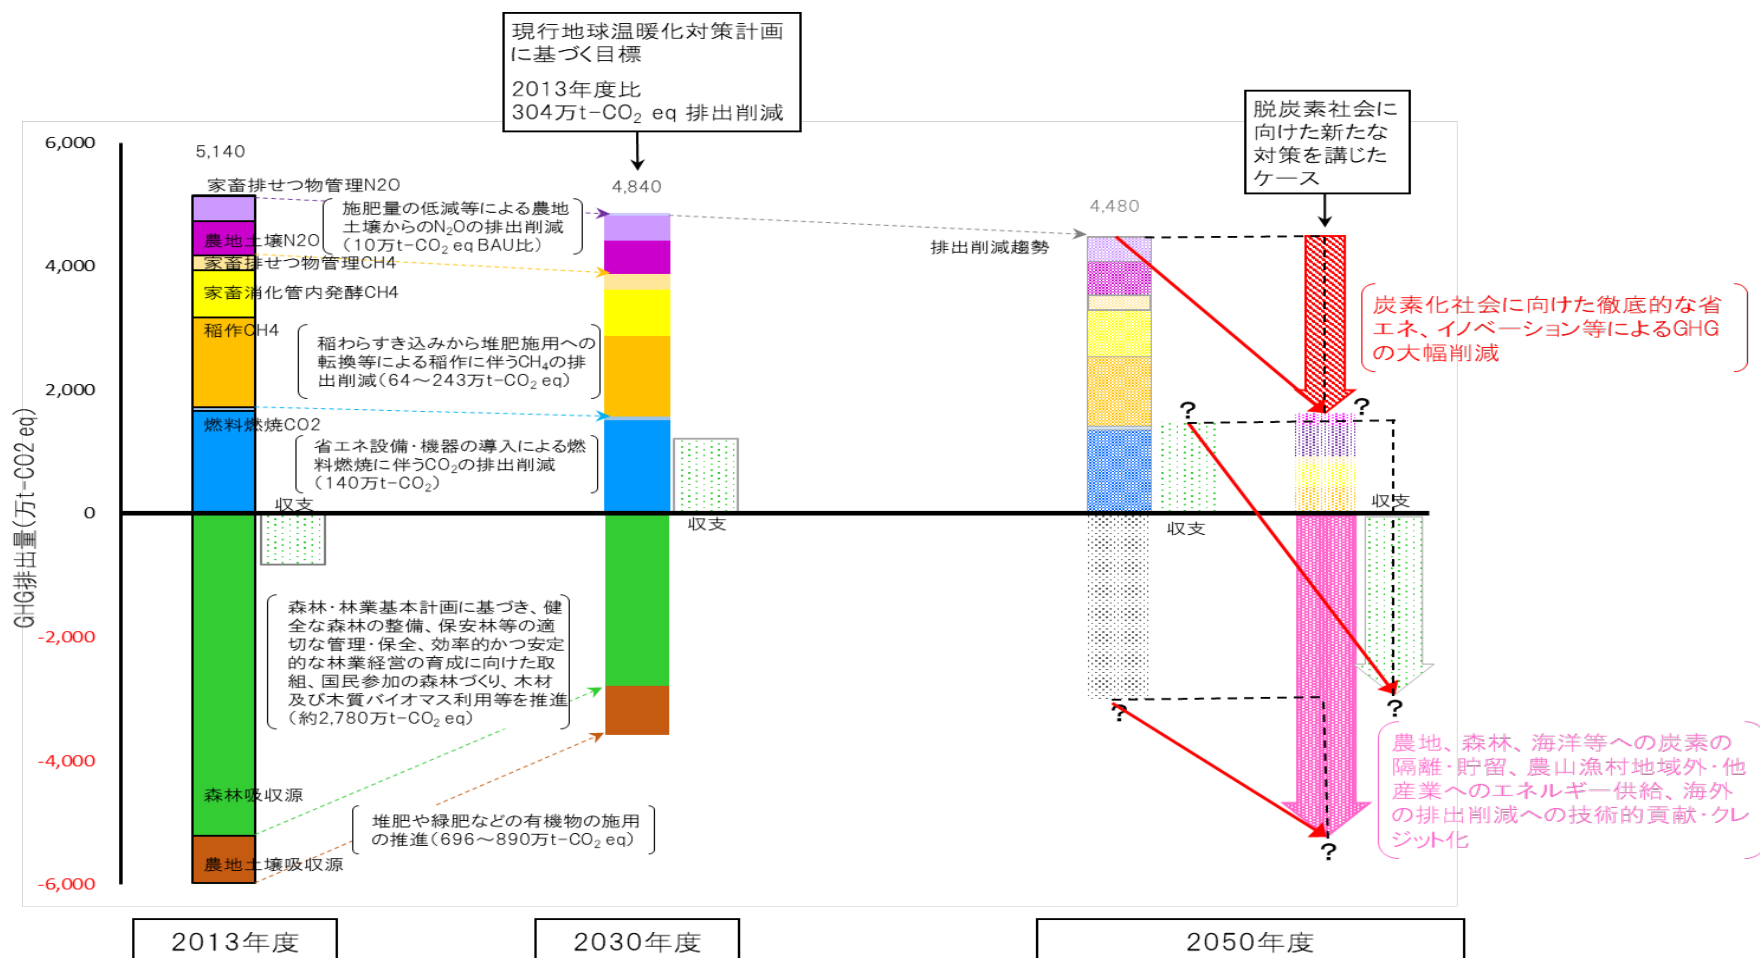 現行地球温暖化対策計画
に基づく目標
2013年度比
304万t-CO₂ eq 排出削減
脱炭素社会に
向けた新たな
対策を講じた
ケース
GHG排出量(万t-CO2 eq)
6,000
4,000
2,000
0
-2,000
-4,000
-6,000
5,140
家畜排せつ物管理N2O
農地土壌N2O
家畜排せつ物管理CH4
家畜消化管内発酵CH4
稲作CH4
燃料燃焼CO2
収支
森林吸収源
農地土壌吸収源
施肥量の低減等による農地
土壌からのN₂Oの排出削減
(10万t-CO₂ eq BAU比)
稲わらすき込みから堆肥施用への
転換等による稲作に伴うCH₄の排
出削減(64～243万t-CO₂ eq)
省エネ設備・機器の導入による燃
料燃焼に伴うCO₂の排出削減
(140万t-CO₂)
森林・林業基本計画に基づき、健
全な森林の整備、保安林等の適
切な管理・保全、効率的かつ安定
的な林業経営の育成に向けた取
組、国民参加の森林づくり、木材
及び木質バイオマス利用等を推進
(約2,780万t-CO₂ eq)
堆肥や緑肥などの有機物の施用
の推進(696～890万t-CO₂ eq)
4,840
収支
排出削減趨勢
4,480
収支
?
?
?
収支
?
?
炭素化社会に向けた徹底的な省
エネ、イノベーション等によるGHG
の大幅削減
農地、森林、海洋等への炭素の
隔離・貯留、農山漁村地域外・他
産業へのエネルギー供給、海外
の排出削減への技術的貢献・クレ
ジット化
2013年度
2030年度
2050年度